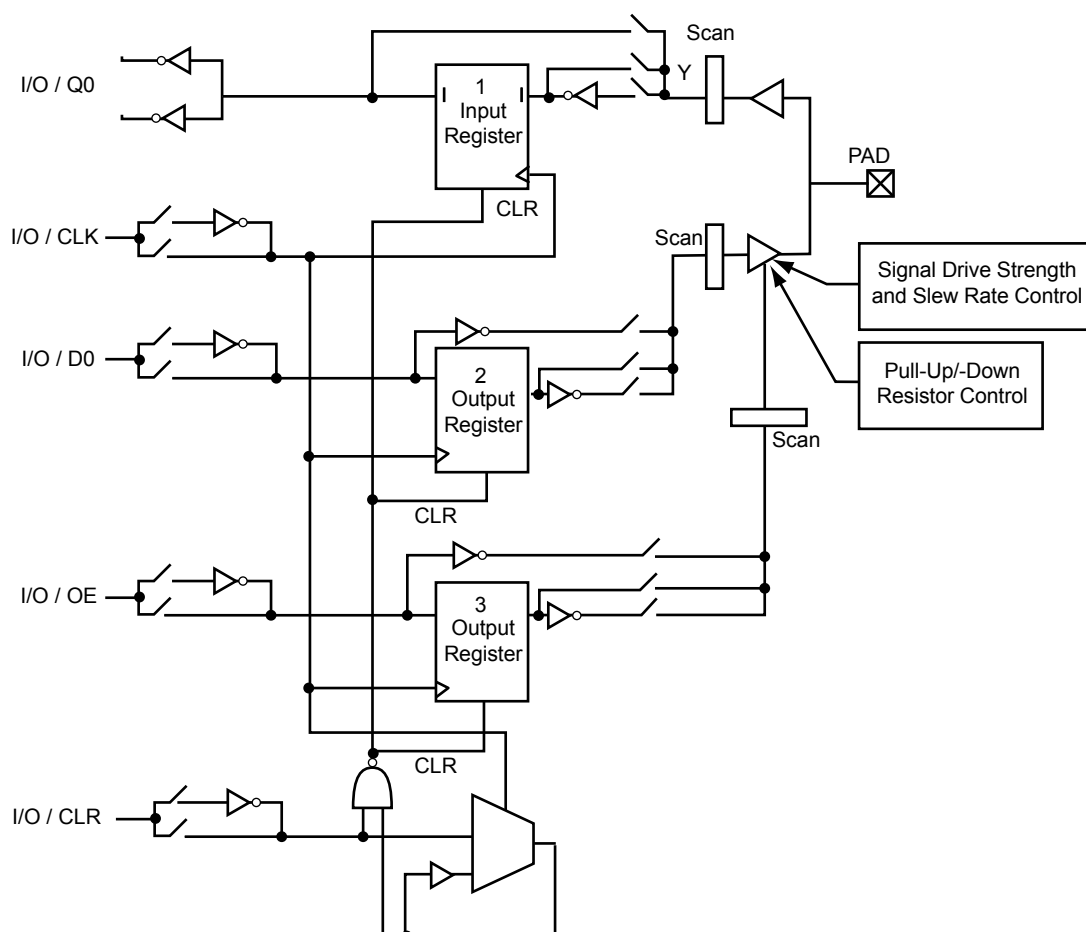 Scan
I/O / Q0
Y
1
Input
Register
PAD
CLR
I/O / CLK
Scan
Signal Drive Strength
and Slew Rate Control
I/O / D0
2
Output
Register
Pull-Up/-Down
Resistor Control
Scan
CLR
I/O / OE
3
Output
Register
CLR
I/O / CLR